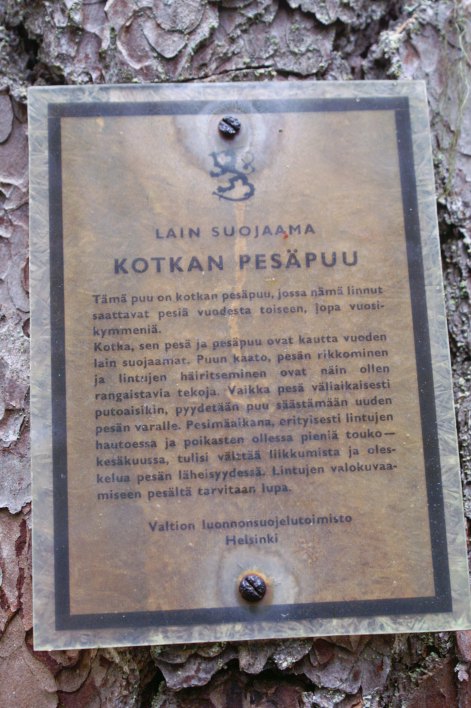 LAIN SUOJAAMA
KOTKAN PESÄPUU
Tämä puu on kotkan pesäpuu, jossa nämä linnut
saattavat pesiä vuodesta toiseen, jopa vuosi-
kymmeniä.
Kotka, sen pesä ja pesäpuu ovat kautta vuoden
lain suojaamat. Puun kaato, pesän rikkominen
ja lintujen häiritseminen ovat näin ollen
rangaistavia tekoja. Vaikka pesä väliaikaisesti
putoaisikin, pyydetään puu säästämään uuden
pesän varalle. Pesimäaikana, erityisesti lintujen
hautoessa ja poikasten ollessa pieniä touko—
kesäkuussa, tulisi välttää liikkumista ja oles-
kelua pesän läheisyydessä. Lintujen valokuvaa-
miseen pesältä tarvitaan lupa.
Valtion luonnonsuojelutoimisto
Helsinki